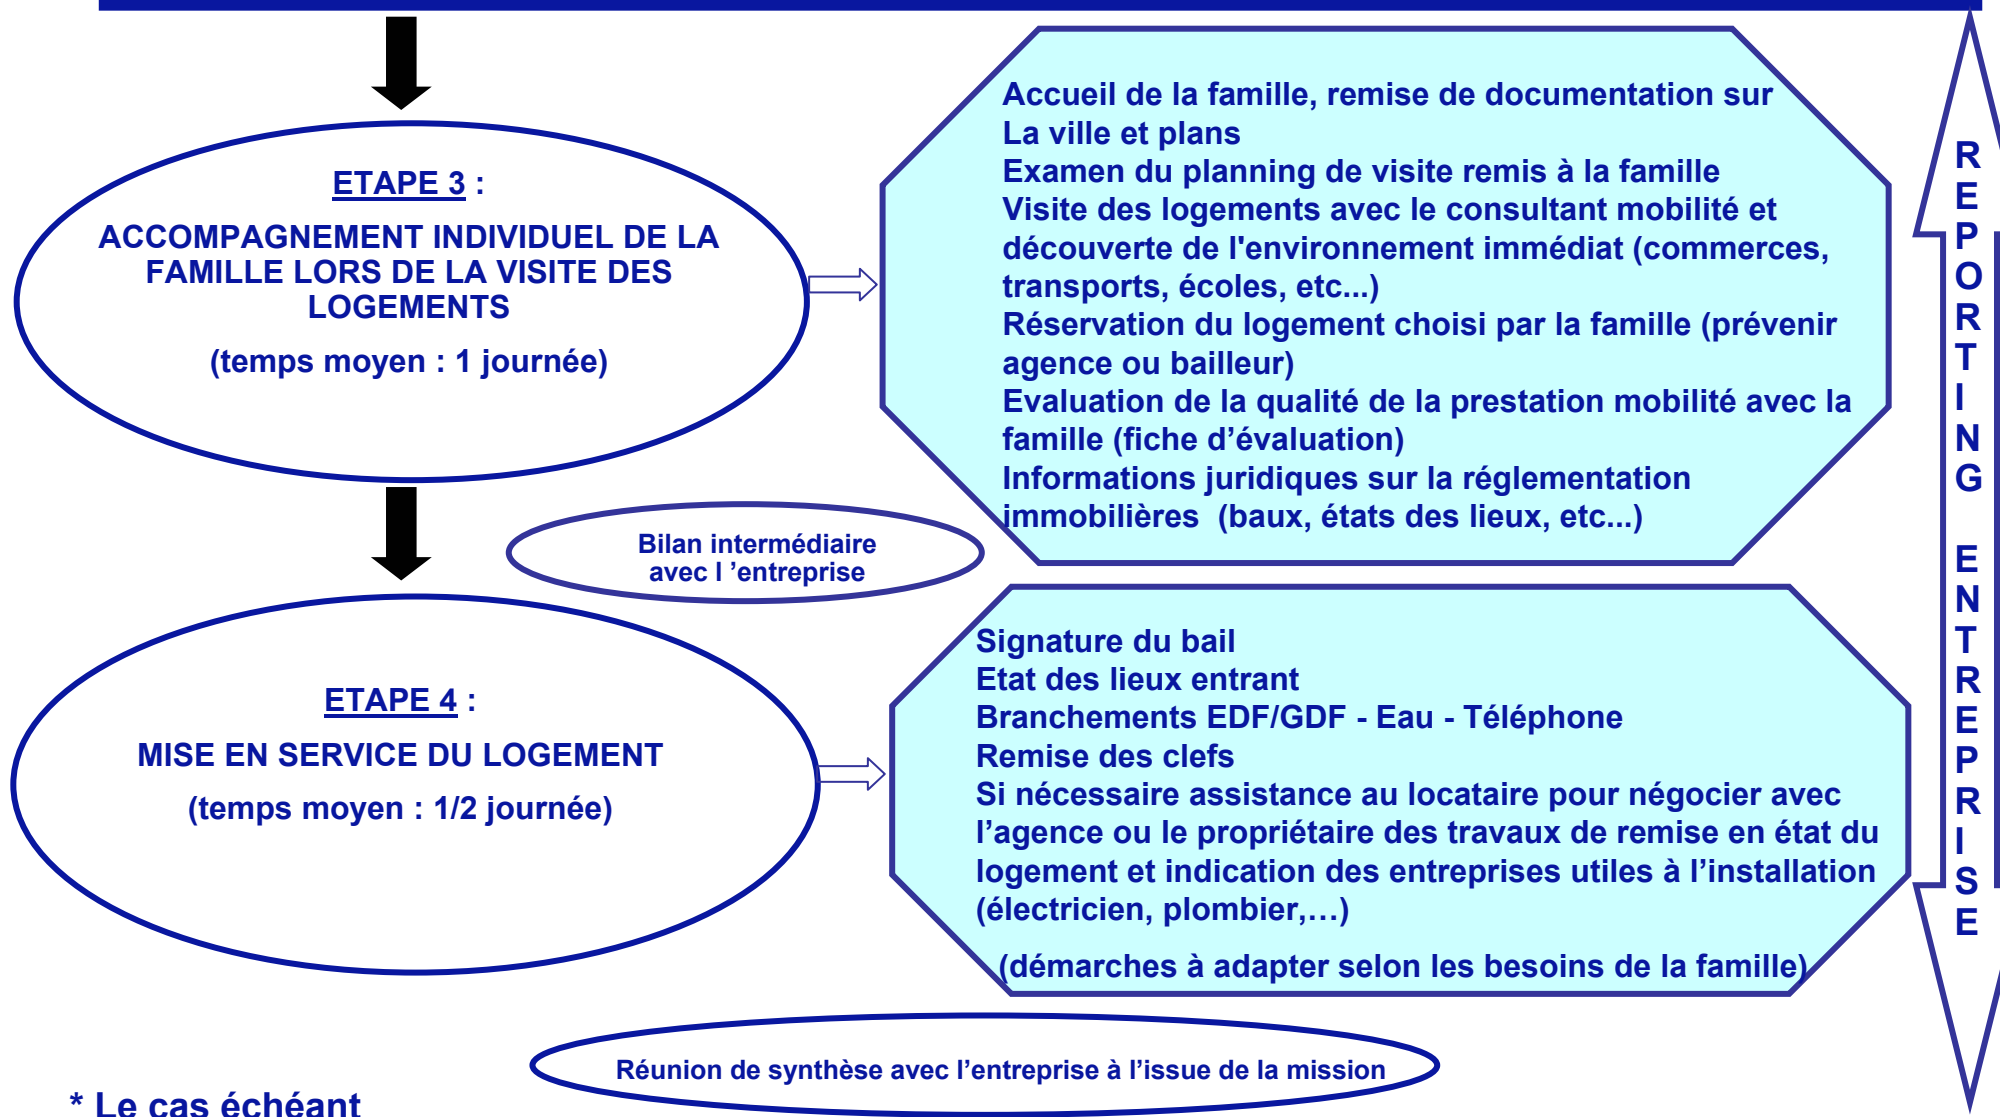 ETAPE 3 :
ACCOMPAGNEMENT INDIVIDUEL DE LA
FAMILLE LORS DE LA VISITE DES
LOGEMENTS
(temps moyen : 1 journée)
Accueil de la famille, remise de documentation sur
La ville et plans
Examen du planning de visite remis à la famille
Visite des logements avec le consultant mobilité et
découverte de l'environnement immédiat (commerces,
transports, écoles, etc...)
Réservation du logement choisi par la famille (prévenir
agence ou bailleur)
Evaluation de la qualité de la prestation mobilité avec la
famille (fiche d’évaluation)
Informations juridiques sur la réglementation
immobilières (baux, états des lieux, etc...)
Bilan intermédiaire
avec l ’entreprise
ETAPE 4 :
MISE EN SERVICE DU LOGEMENT
(temps moyen : 1/2 journée)
Signature du bail
Etat des lieux entrant
Branchements EDF/GDF - Eau - Téléphone
Remise des clefs
Si nécessaire assistance au locataire pour négocier avec
l’agence ou le propriétaire des travaux de remise en état du
logement et indication des entreprises utiles à l’installation
(électricien, plombier,…)
(démarches à adapter selon les besoins de la famille)
Réunion de synthèse avec l’entreprise à l’issue de la mission
* Le cas échéant
REPORTING ENTREPRISE